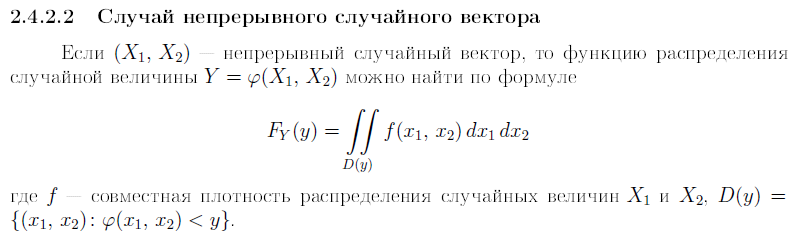 2.4.2.2 Случай непрерывного случайного вектора
Если (X₁, X₂) — непрерывный случайный вектор, то функцию распределения
случайной величины Y = φ(X₁, X₂) можно найти по формуле
F_Y(y) = ∬_{D(y)} f(x₁, x₂) dx₁ dx₂
где f — совместная плотность распределения случайных величин X₁ и X₂, D(y) =
{(x₁, x₂): φ(x₁, x₂) < y}.